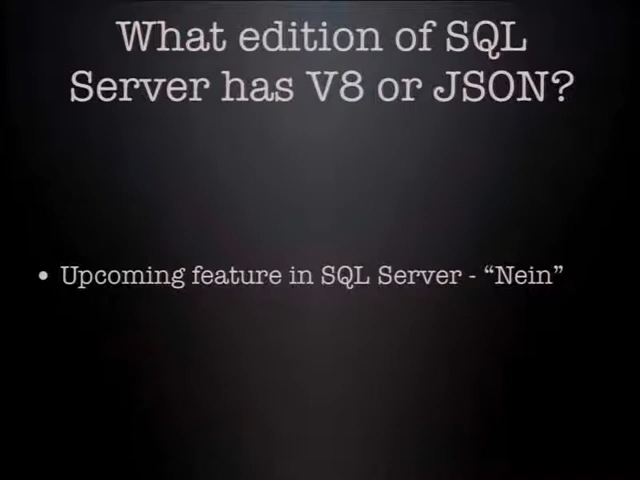 What edition of SQL
Server has V8 or JSON?
• Upcoming feature in SQL Server - “Nein”